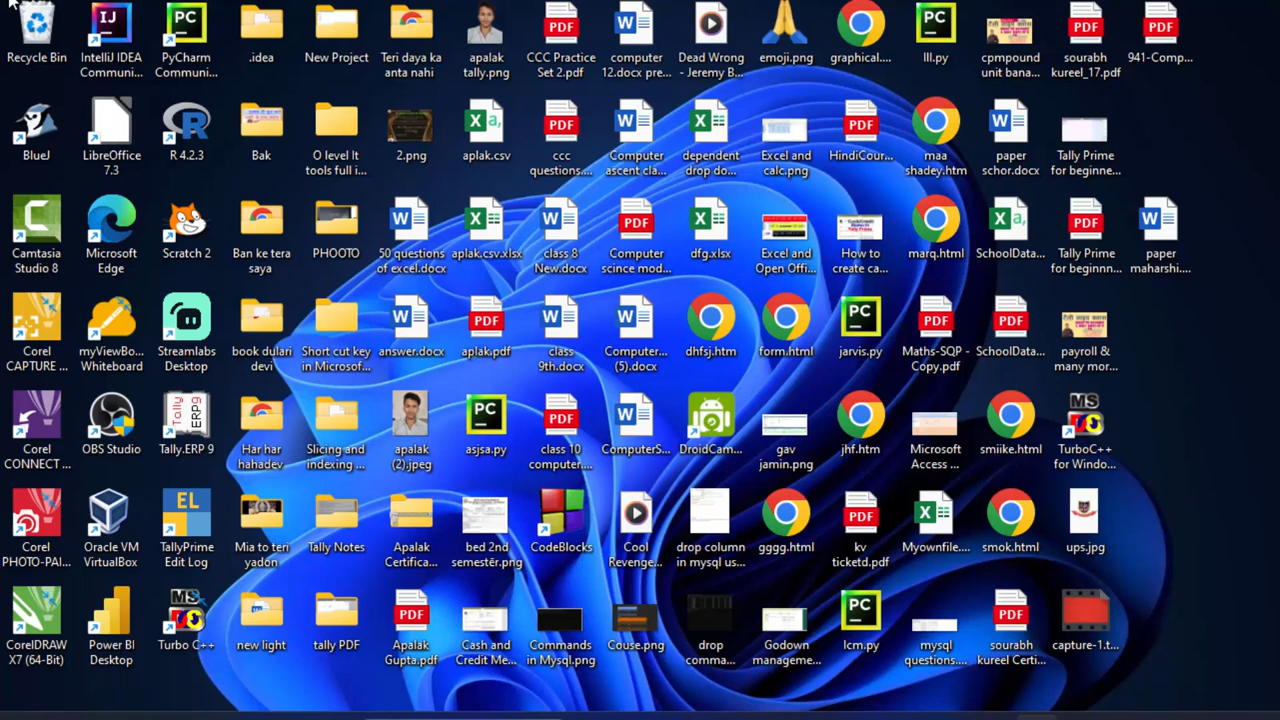 Recycle Bin
IntelliJ IDEA
Communi...
PyCharm
Communi...
.idea
New Project
Teri daya ka
anta nahi
apalak
tally.png
CCC Practice
Set 2.pdf
computer
12.docx pre...
Dead Wrong
- Jeremy B...
emoji.png
graphical....
lll.py
cpmpound
unit bana...
sourabh
kureel_17.pdf
941-Comp...
BlueJ
LibreOffice
7.3
R 4.2.3
Bak
O level It
tools full i...
2.png
aplak.csv
ccc
questions....
Computer
ascent cla...
dependent
drop do...
Excel and
calc.png
HindiCour...
maa
shadey.htm
paper
schor.docx
Tally Prime
for beginne...
Camtasia
Studio 8
Microsoft
Edge
Scratch 2
Ban ke tera
saya
PHOOTO
50 questions
of excel.docx
aplak.csv.xlsx
class 8
New.docx
Computer
scince mod...
dfg.xlsx
Excel and
Open Offi...
How to
create ca...
marq.html
SchoolData...
Tally Prime
for beginnn...
paper
maharshi....
Corel
CAPTURE ...
myViewBo...
Whiteboard
Streamlabs
Desktop
book dulari
devi
Short cut key
in Microsof...
answer.docx
aplak.pdf
class
9th.docx
Computer...
(5).docx
dhfsj.htm
form.html
jarvis.py
Maths-SQP -
Copy.pdf
SchoolData...
payroll &
many mor...
Corel
CONNECT ...
OBS Studio
Tally.ERP 9
Har har
hahadev
Slicing and
indexing ...
apalak
(2).jpeg
asjsa.py
class 10
computer....
ComputerS...
DroidCam...
gav
jamin.png
jhf.htm
Microsoft
Access ...
smiike.html
TurboC++
for Windo...
Corel
PHOTO-PAI...
Oracle VM
VirtualBox
TallyPrime
Edit Log
Mia to teri
yadon
Tally Notes
Apalak
Certifica...
bed 2nd
semestēr.png
CodeBlocks
Cool
Revenge...
drop column
in mysql us...
gggg.html
kv
ticketd.pdf
Myownfile....
smok.html
ups.jpg
CorelDRAW
X7 (64-Bit)
Power BI
Desktop
Turbo C++
new light
tally PDF
Apalak
Gupta.pdf
Cash and
Credit Me...
Commands
in Mysql.png
Couse.png
drop
comma...
Godown
manageme...
lcm.py
mysql
questions....
sourabh
kureel Certi...
capture-1.t...